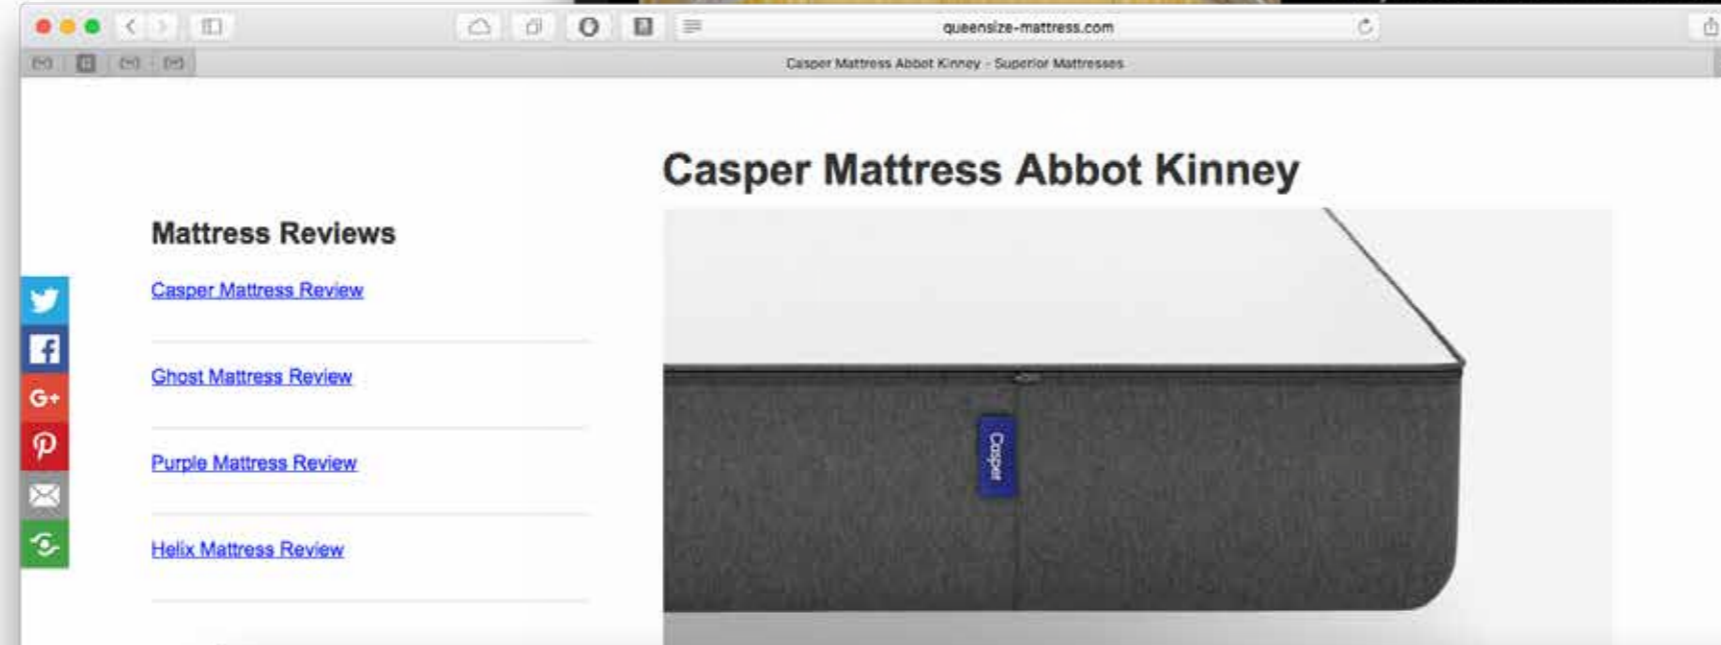 queensize-mattress.com
Casper Mattress Abbot Kinney - Superior Mattresses
Casper Mattress Abbot Kinney
Mattress Reviews
Casper Mattress Review
Ghost Mattress Review
Purple Mattress Review
Helix Mattress Review
G+
Casper